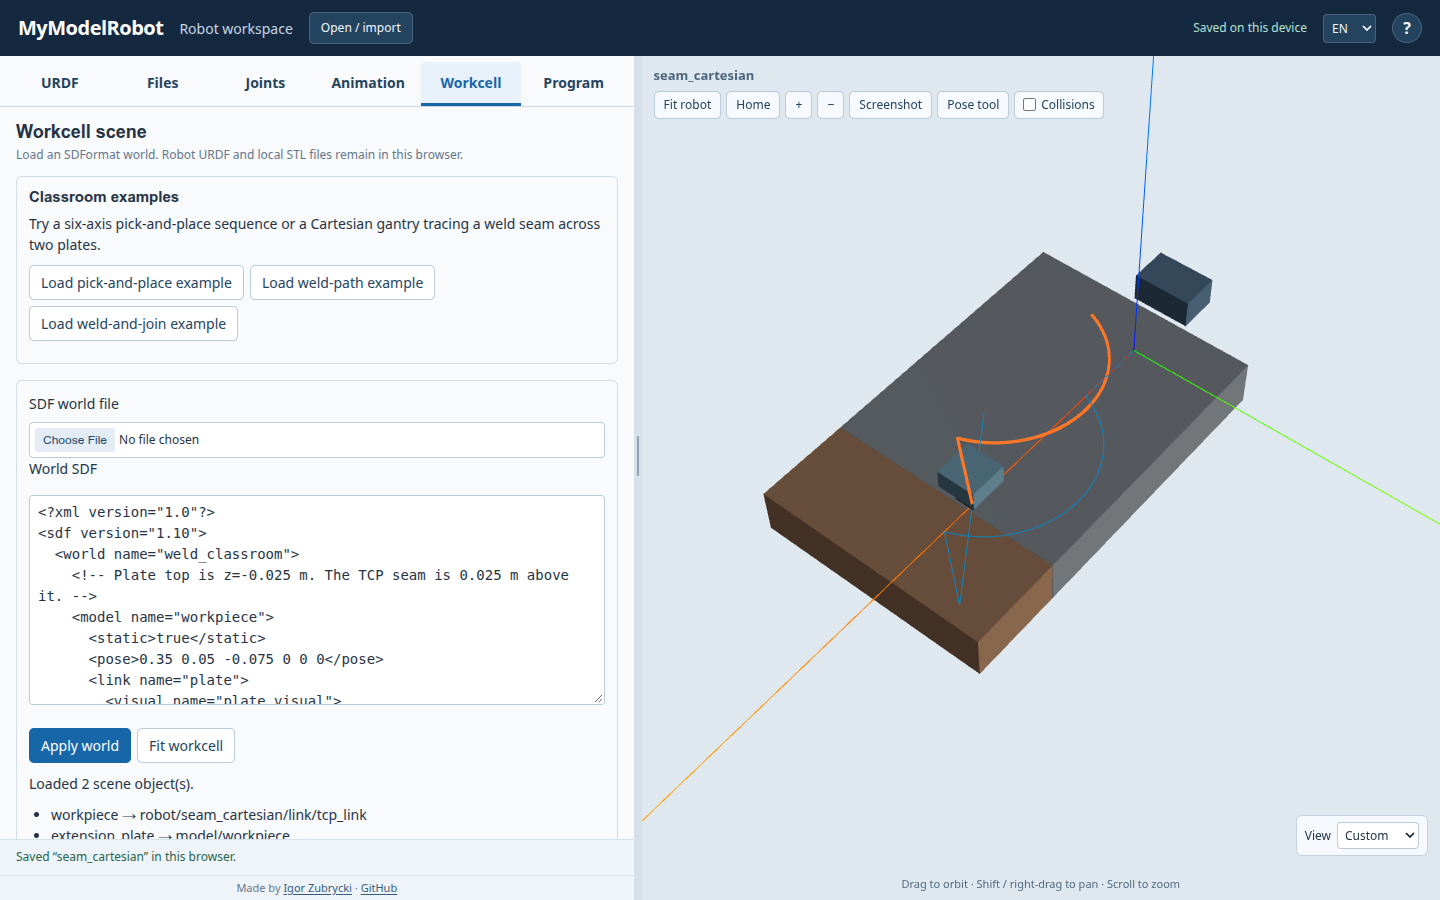 MyModelRobot Robot workspace Open / import Saved on this device EN ?
URDF Files Joints Animation Workcell Program
Workcell scene
Load an SDFormat world. Robot URDF and local STL files remain in this browser.
Classroom examples
Try a six-axis pick-and-place sequence or a Cartesian gantry tracing a weld seam across
two plates.
Load pick-and-place example Load weld-path example
Load weld-and-join example
SDF world file
Choose File No file chosen
World SDF
<?xml version="1.0"?>
<sdf version="1.10">
<world name="weld_classroom">
<!-- Plate top is z=-0.025 m. The TCP seam is 0.025 m above
it. -->
<model name="workpiece">
<static>true</static>
<pose>0.35 0.05 -0.075 0 0 0</pose>
<link name="plate">
<visual name="plate_visual">
Apply world Fit workcell
Loaded 2 scene object(s).
• workpiece → robot/seam_cartesian/link/tcp_link
• extension_plate → model/workpiece
Saved “seam_cartesian” in this browser.
Made by Igor Zubrycki · GitHub
seam_cartesian
Fit robot Home + − Screenshot Pose tool Collisions
View Custom
Drag to orbit · Shift / right-drag to pan · Scroll to zoom